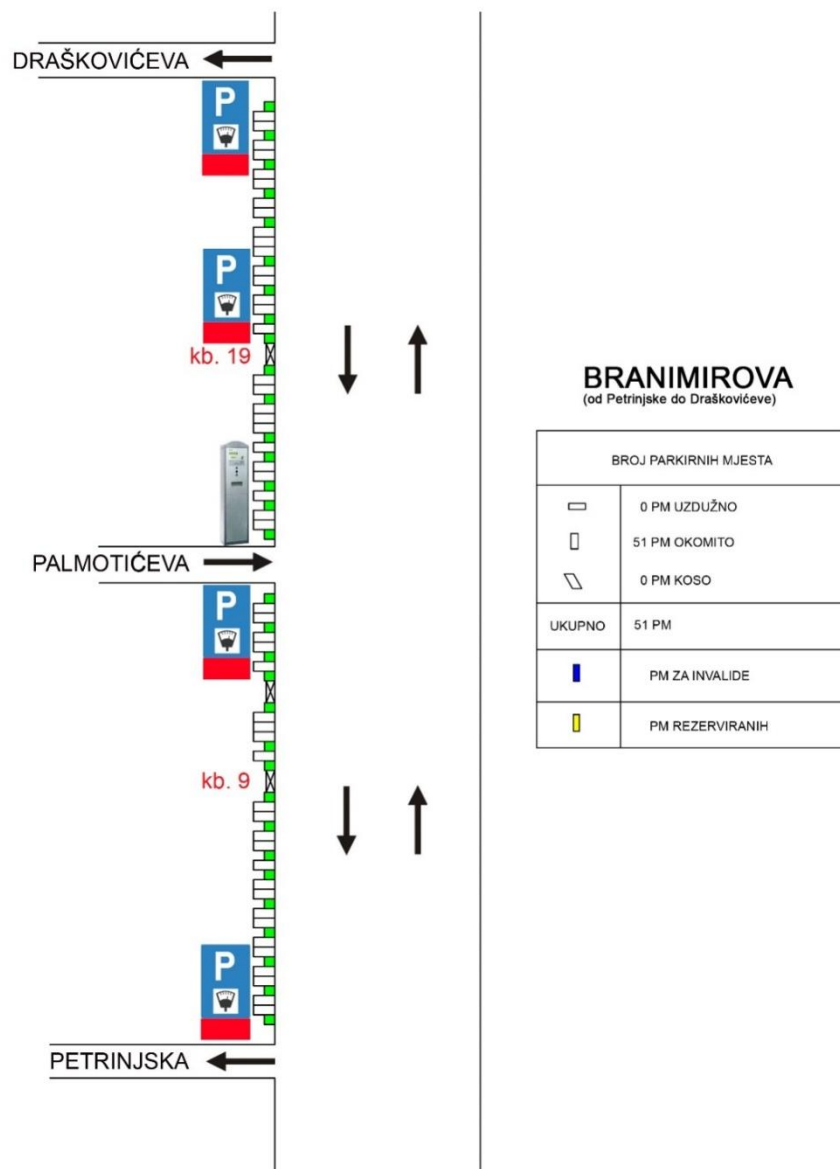 DRAŠKOVIĆEVA
P
P
kb. 19
PALMOTIĆEVA
P
kb. 9
P
PETRINJSKA
BRANIMIROVA
(od Petrinjske do Draškovićeve)
BROJ PARKIRNIH MJESTA
0 PM UZDUŽNO
51 PM OKOMITO
0 PM KOSO
UKUPNO 51 PM
PM ZA INVALIDE
PM REZERVIRANIH